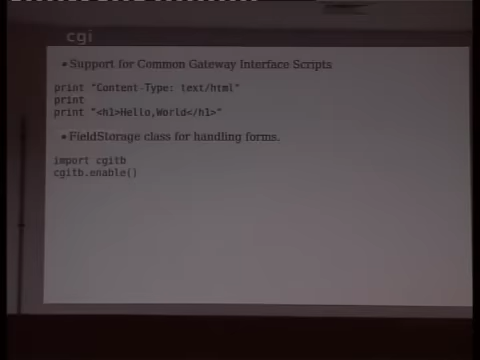 cgi
•Support for Common Gateway Interface Scripts
print "Content-Type: text/html"
print
print "<h1>Hello,World</h1>"
•FieldStorage class for handling forms.
import cgitb
cgitb.enable()